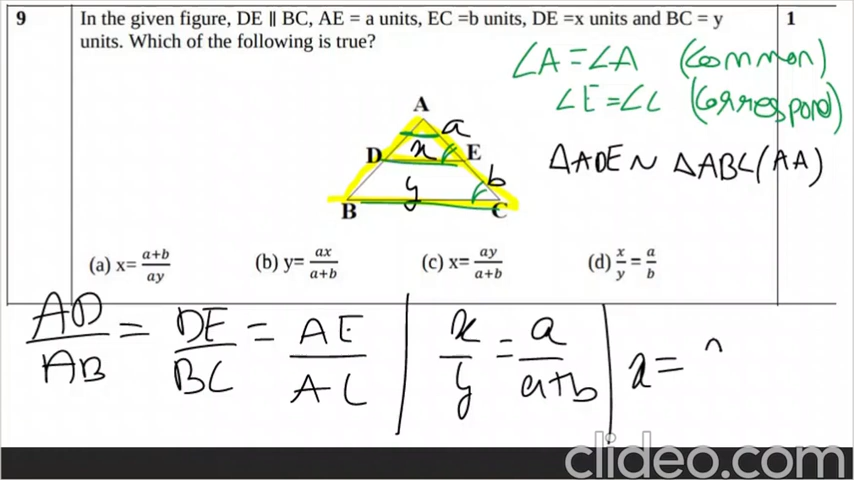 9 In the given figure, DE ∥ BC, AE = a units, EC =b units, DE =x units and BC = y 1
units. Which of the following is true?
∠A = ∠A (common)
∠E = ∠C (correspond)
ΔADE ~ ΔABC (AA)
A
a
D x E
b
y
B C
(a) x= a+b/ay (b) y= ax/a+b (c) x= ay/a+b (d) x/y = a/b
AD/AB = DE/BC = AE/AC | x/y = a/a+b | x =
clideo.com